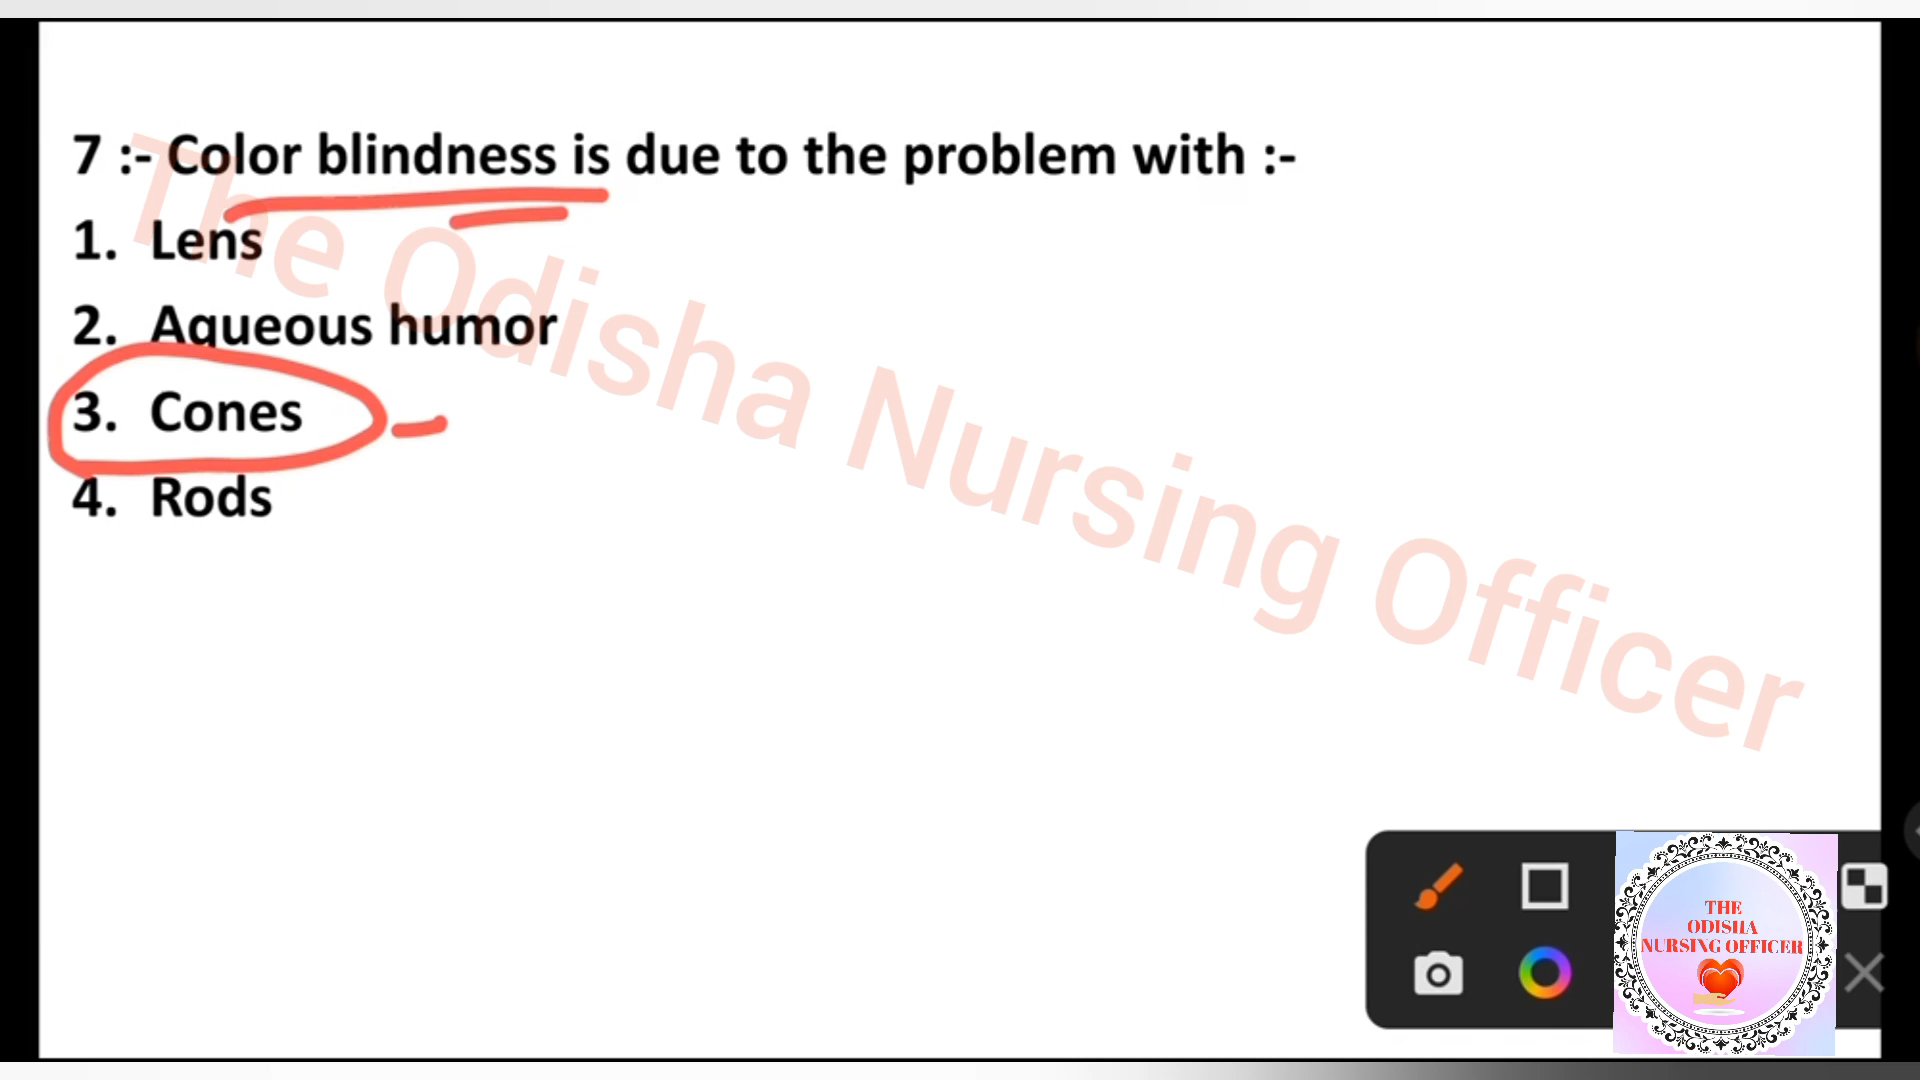 7 :- Color blindness is due to the problem with :-
1. Lens
2. Aqueous humor
3. Cones
4. Rods
The Odisha Nursing Officer
THE
ODISHA
NURSING OFFICER